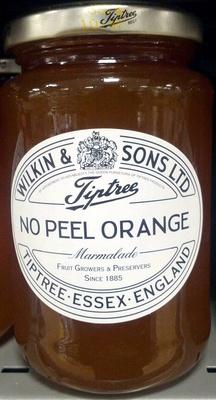 Tiptree
WILKIN & SONS LTD
Tiptree
NO PEEL ORANGE
Marmalade
FRUIT GROWERS & PRESERVERS
SINCE 1885
TIPTREE · ESSEX · ENGLAND